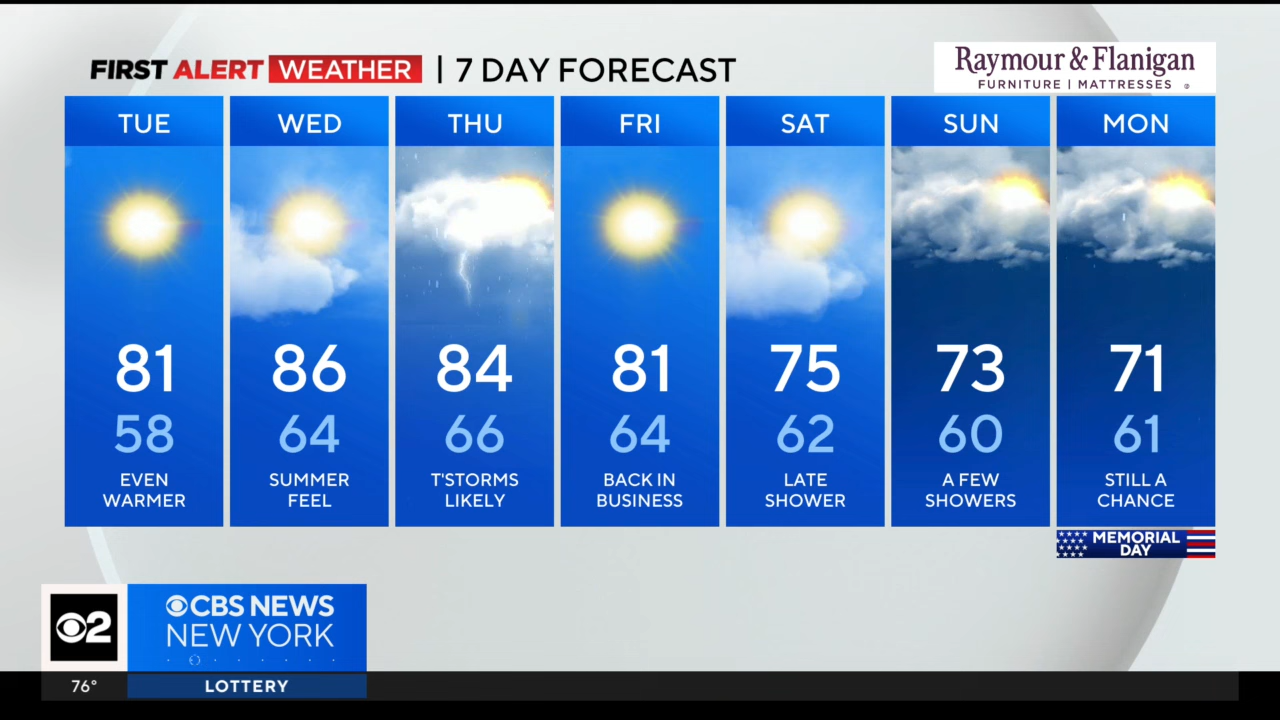 FIRST ALERT WEATHER | 7 DAY FORECAST
Raymour & Flanigan
FURNITURE | MATTRESSES
TUE
81
58
EVEN
WARMER
WED
86
64
SUMMER
FEEL
THU
84
66
T'STORMS
LIKELY
FRI
81
64
BACK IN
BUSINESS
SAT
75
62
LATE
SHOWER
SUN
73
60
A FEW
SHOWERS
MON
71
61
STILL A
CHANCE
MEMORIAL
DAY
2
CBS NEWS
NEW YORK
76°
LOTTERY